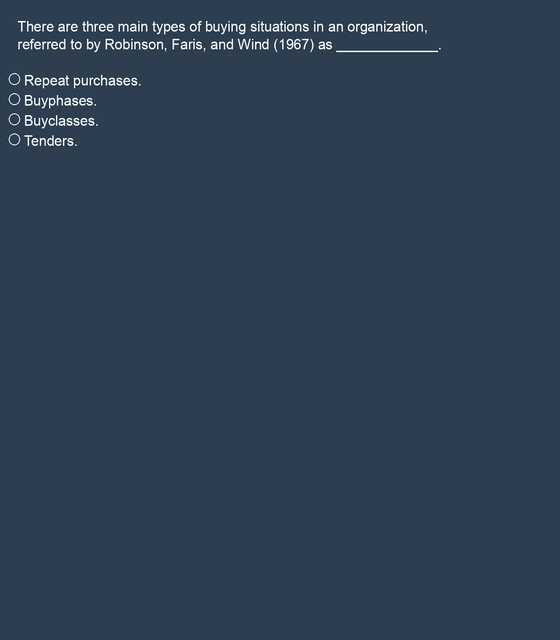 There are three main types of buying situations in an organization,
referred to by Robinson, Faris, and Wind (1967) as _____________.
Repeat purchases.
Buyphases.
Buyclasses.
Tenders.